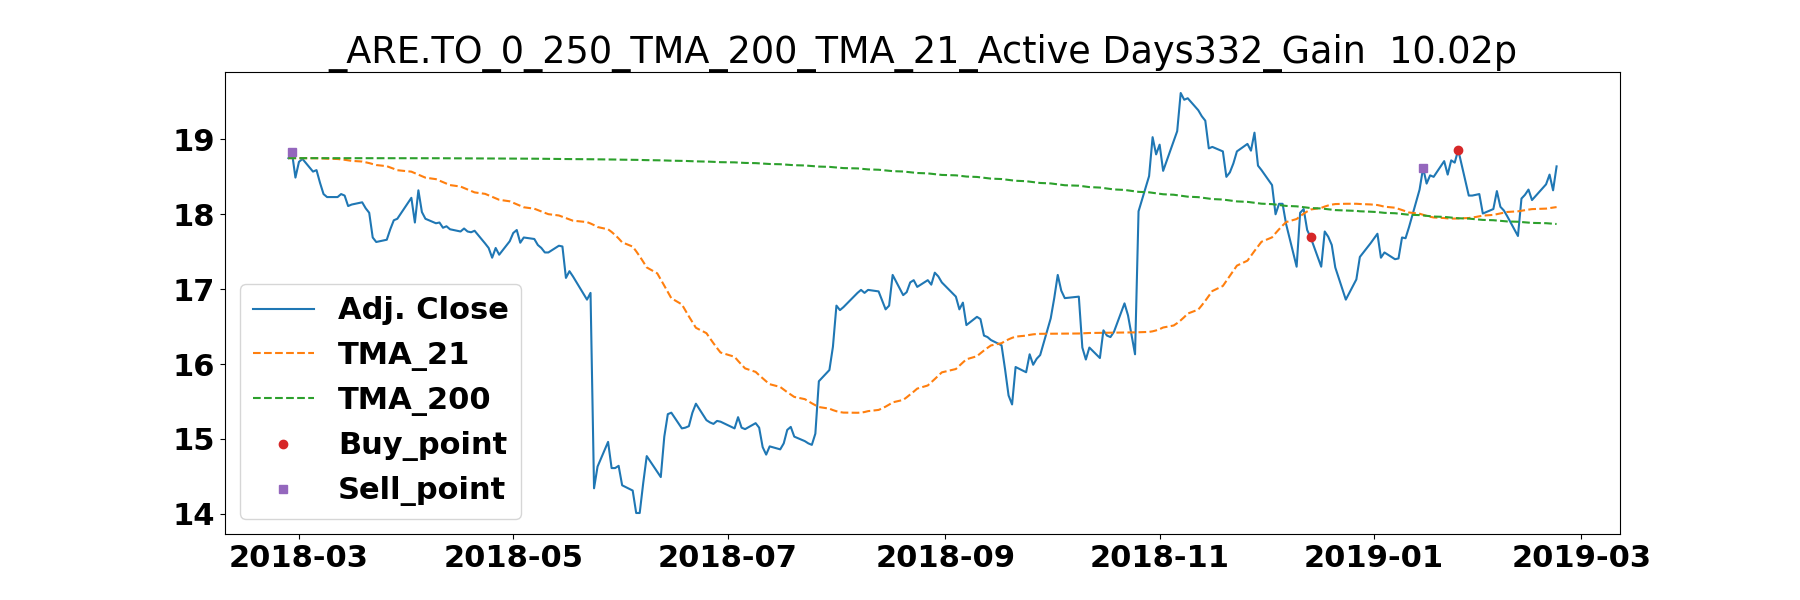 _ARE.TO_0_250_TMA_200_TMA_21_Active Days332_Gain  10.02p
19
18
17
16
15
14
Adj. Close
TMA_21
TMA_200
Buy_point
Sell_point
2018-03 2018-05 2018-07 2018-09 2018-11 2019-01 2019-03